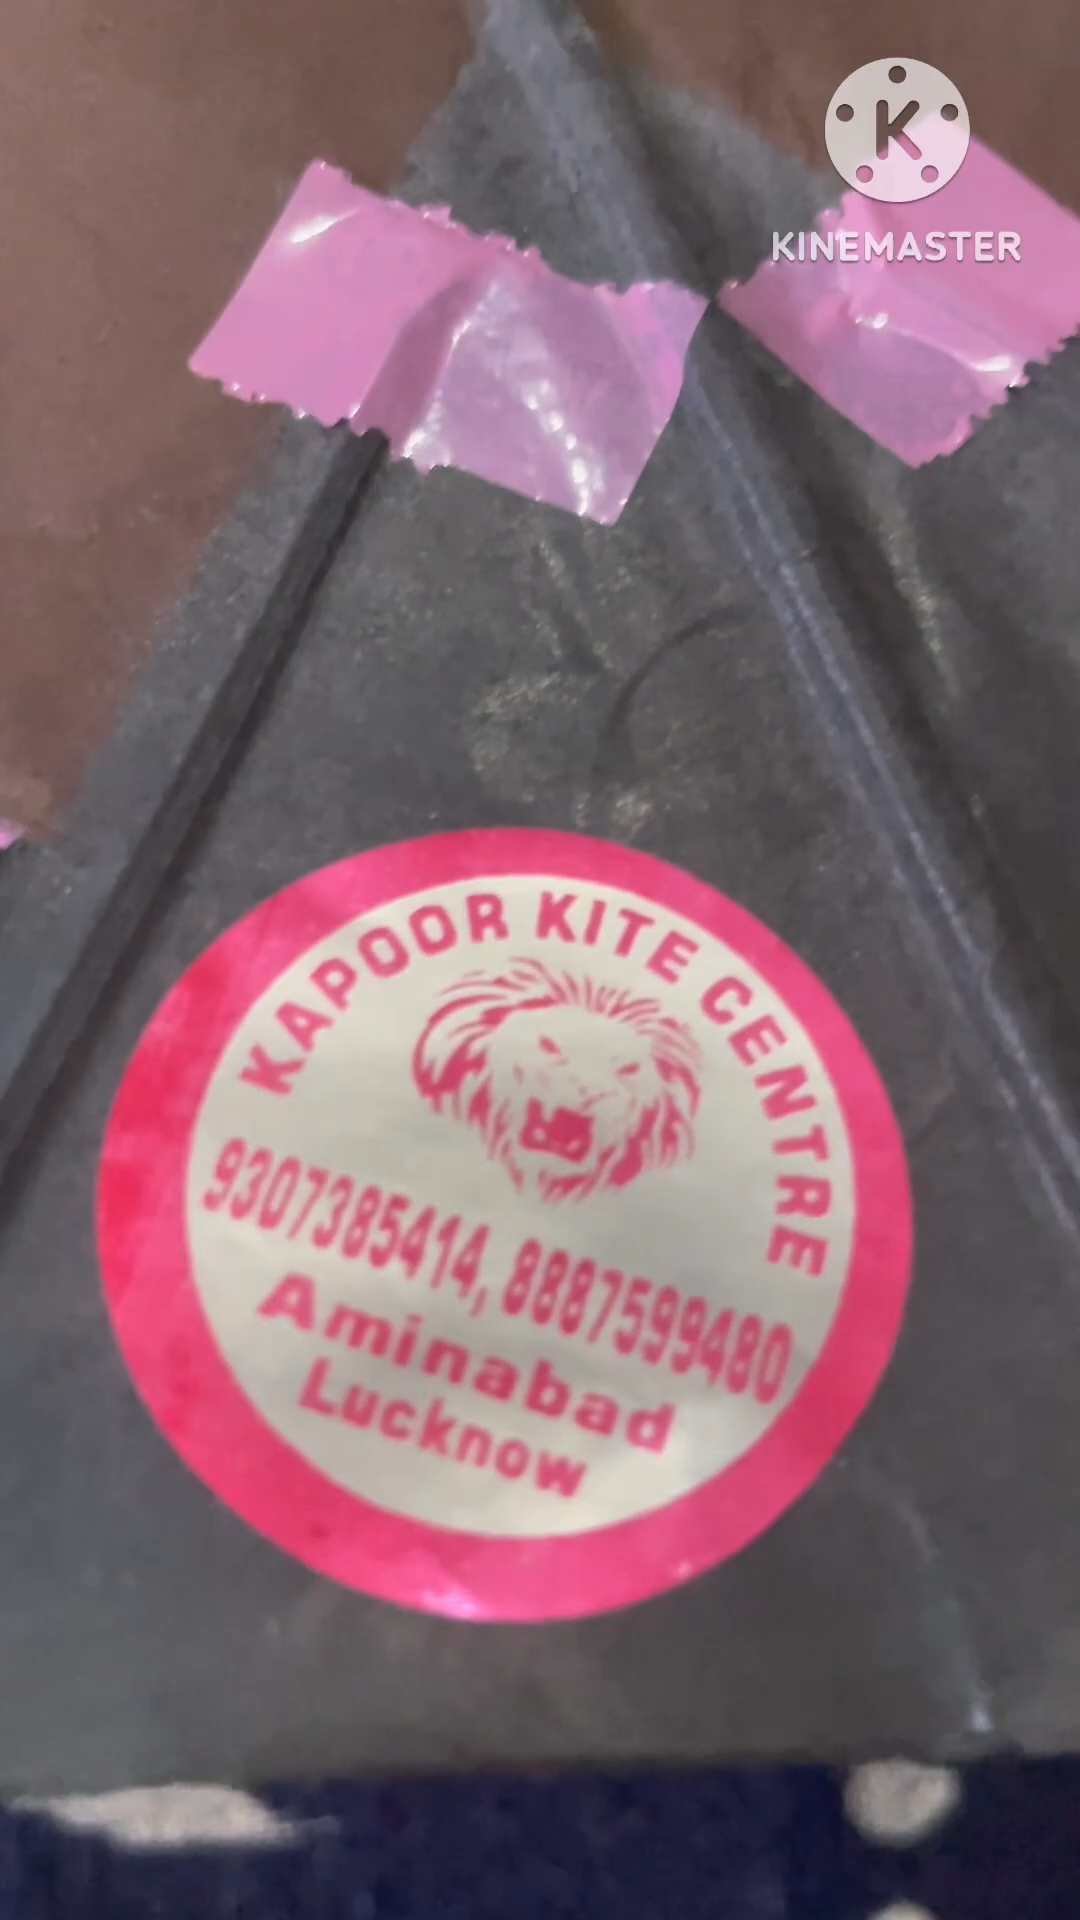 K
KINEMASTER
KAPOOR KITE CENTRE
9307385414, 8887599480
Aminabad
Lucknow